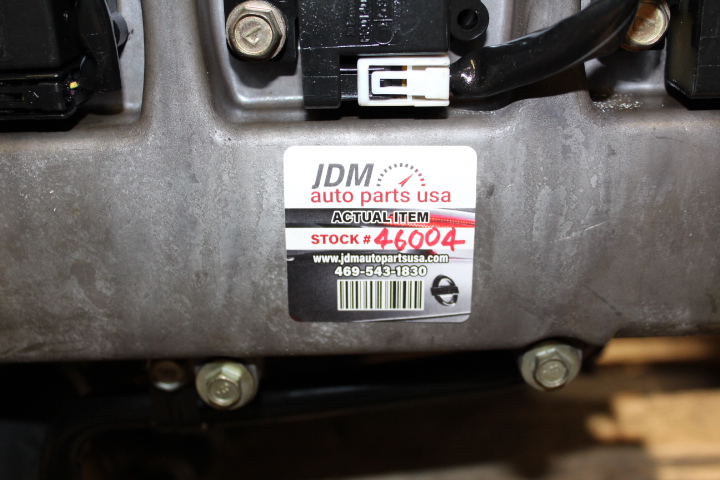 JDM
auto parts usa
ACTUAL ITEM
STOCK # 46004
www.jdmautopartsusa.com
469-543-1830